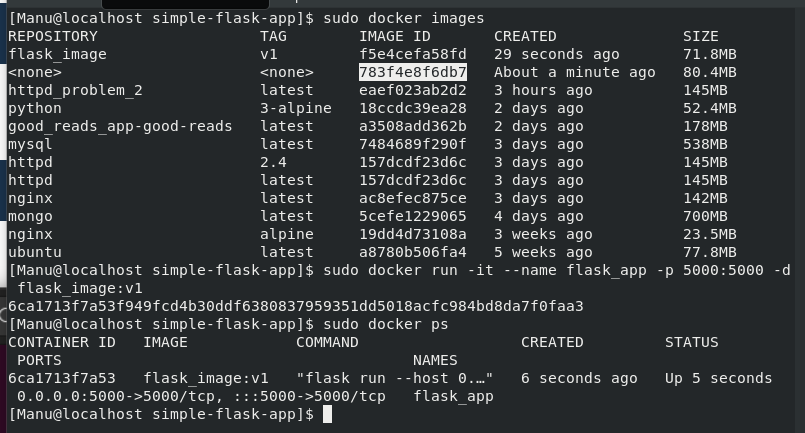 [Manu@localhost simple-flask-app]$ sudo docker images
REPOSITORY TAG IMAGE ID CREATED SIZE
flask_image v1 f5e4cefa58fd 29 seconds ago 71.8MB
<none> <none> 783f4e8f6db7 About a minute ago 80.4MB
httpd_problem_2 latest eaef023ab2d2 3 hours ago 145MB
python 3-alpine 18ccdc39ea28 2 days ago 52.4MB
good_reads_app-good-reads latest a3508add362b 2 days ago 178MB
mysql latest 7484689f290f 3 days ago 538MB
httpd 2.4 157dcdf23d6c 3 days ago 145MB
httpd latest 157dcdf23d6c 3 days ago 145MB
nginx latest ac8efec875ce 3 days ago 142MB
mongo latest 5cefe1229065 4 days ago 700MB
nginx alpine 19dd4d73108a 3 weeks ago 23.5MB
ubuntu latest a8780b506fa4 5 weeks ago 77.8MB
[Manu@localhost simple-flask-app]$ sudo docker run -it --name flask_app -p 5000:5000 -d
flask_image:v1
6ca1713f7a53f949fcd4b30ddf6380837959351dd5018acfc984bd8da7f0faa3
[Manu@localhost simple-flask-app]$ sudo docker ps
CONTAINER ID IMAGE COMMAND CREATED STATUS
PORTS NAMES
6ca1713f7a53 flask_image:v1 "flask run --host 0.…" 6 seconds ago Up 5 seconds
0.0.0.0:5000->5000/tcp, :::5000->5000/tcp flask_app
[Manu@localhost simple-flask-app]$